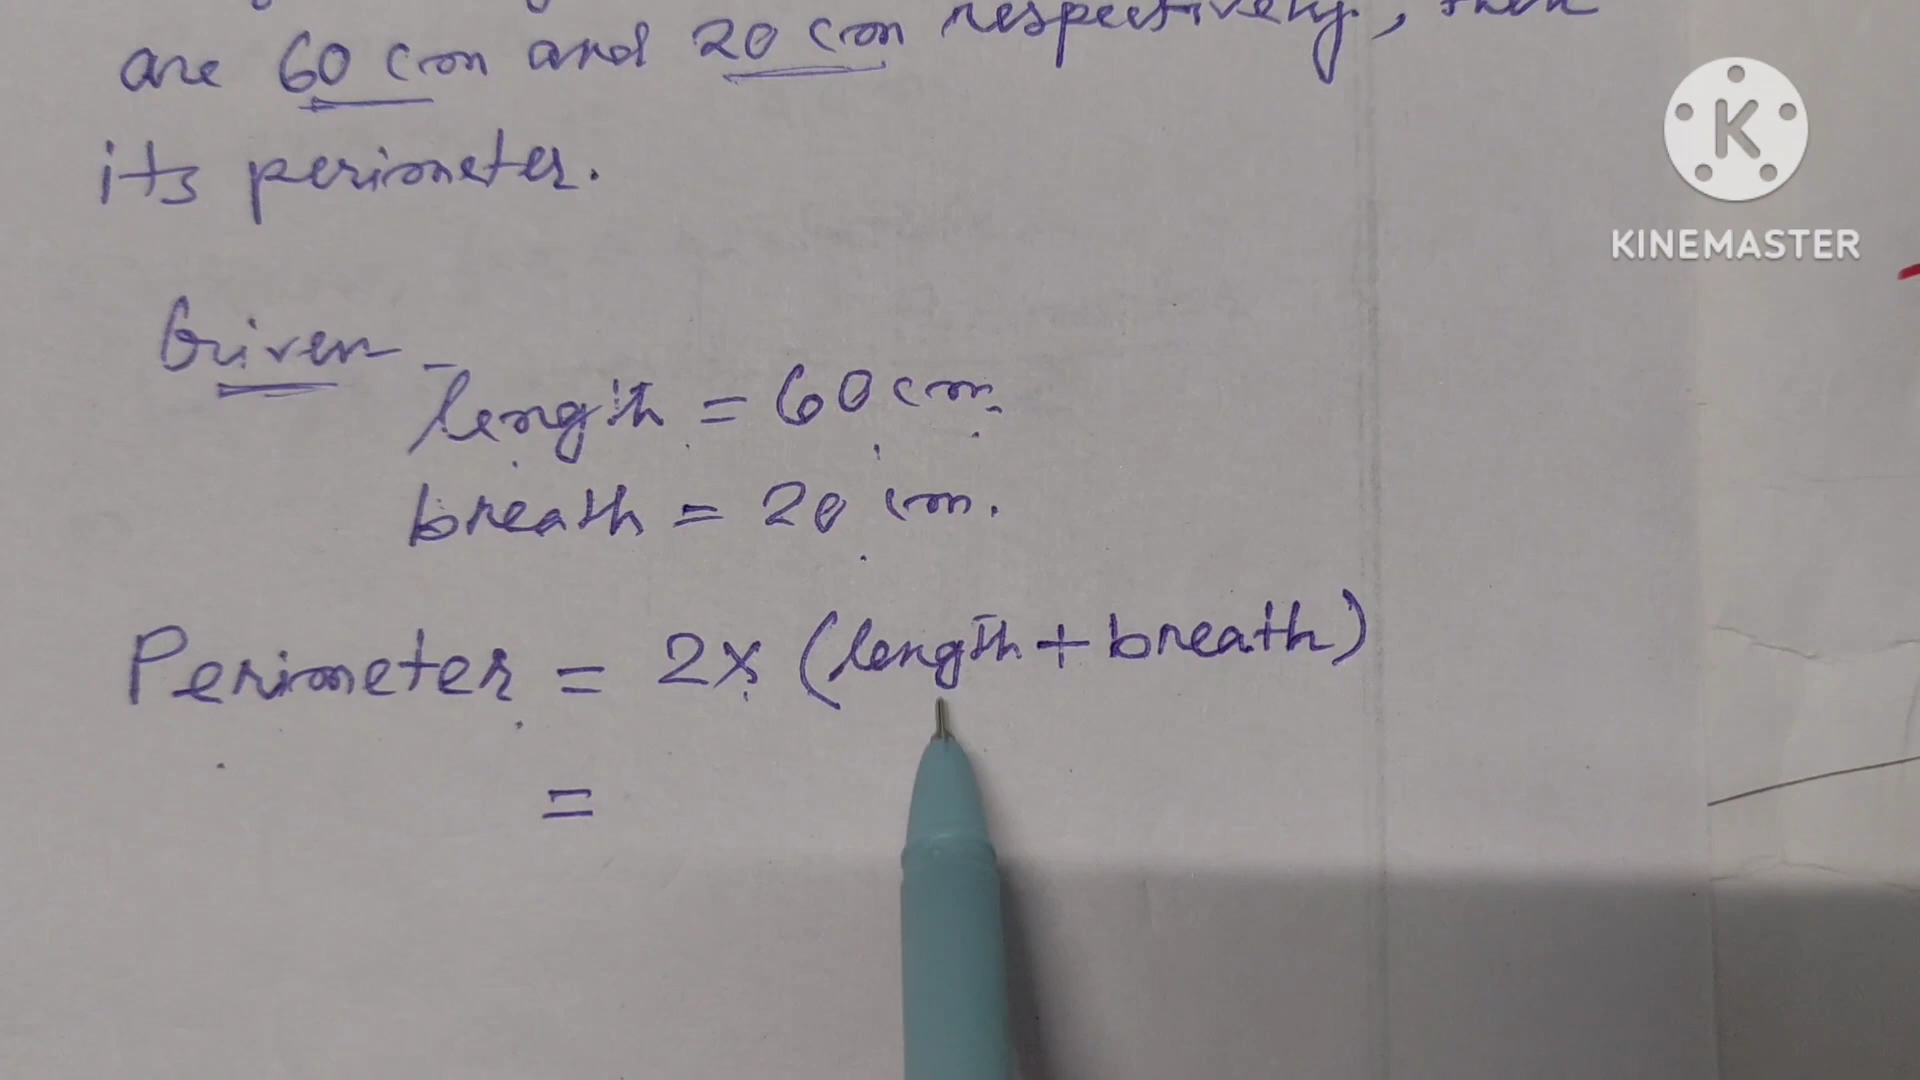 are 60 cm and 20 cm respectively, then
its perimeter.
KINEMASTER
Given -
length = 60 cm.
breath = 20 cm.
Perimeter = 2x (length + breath)
=